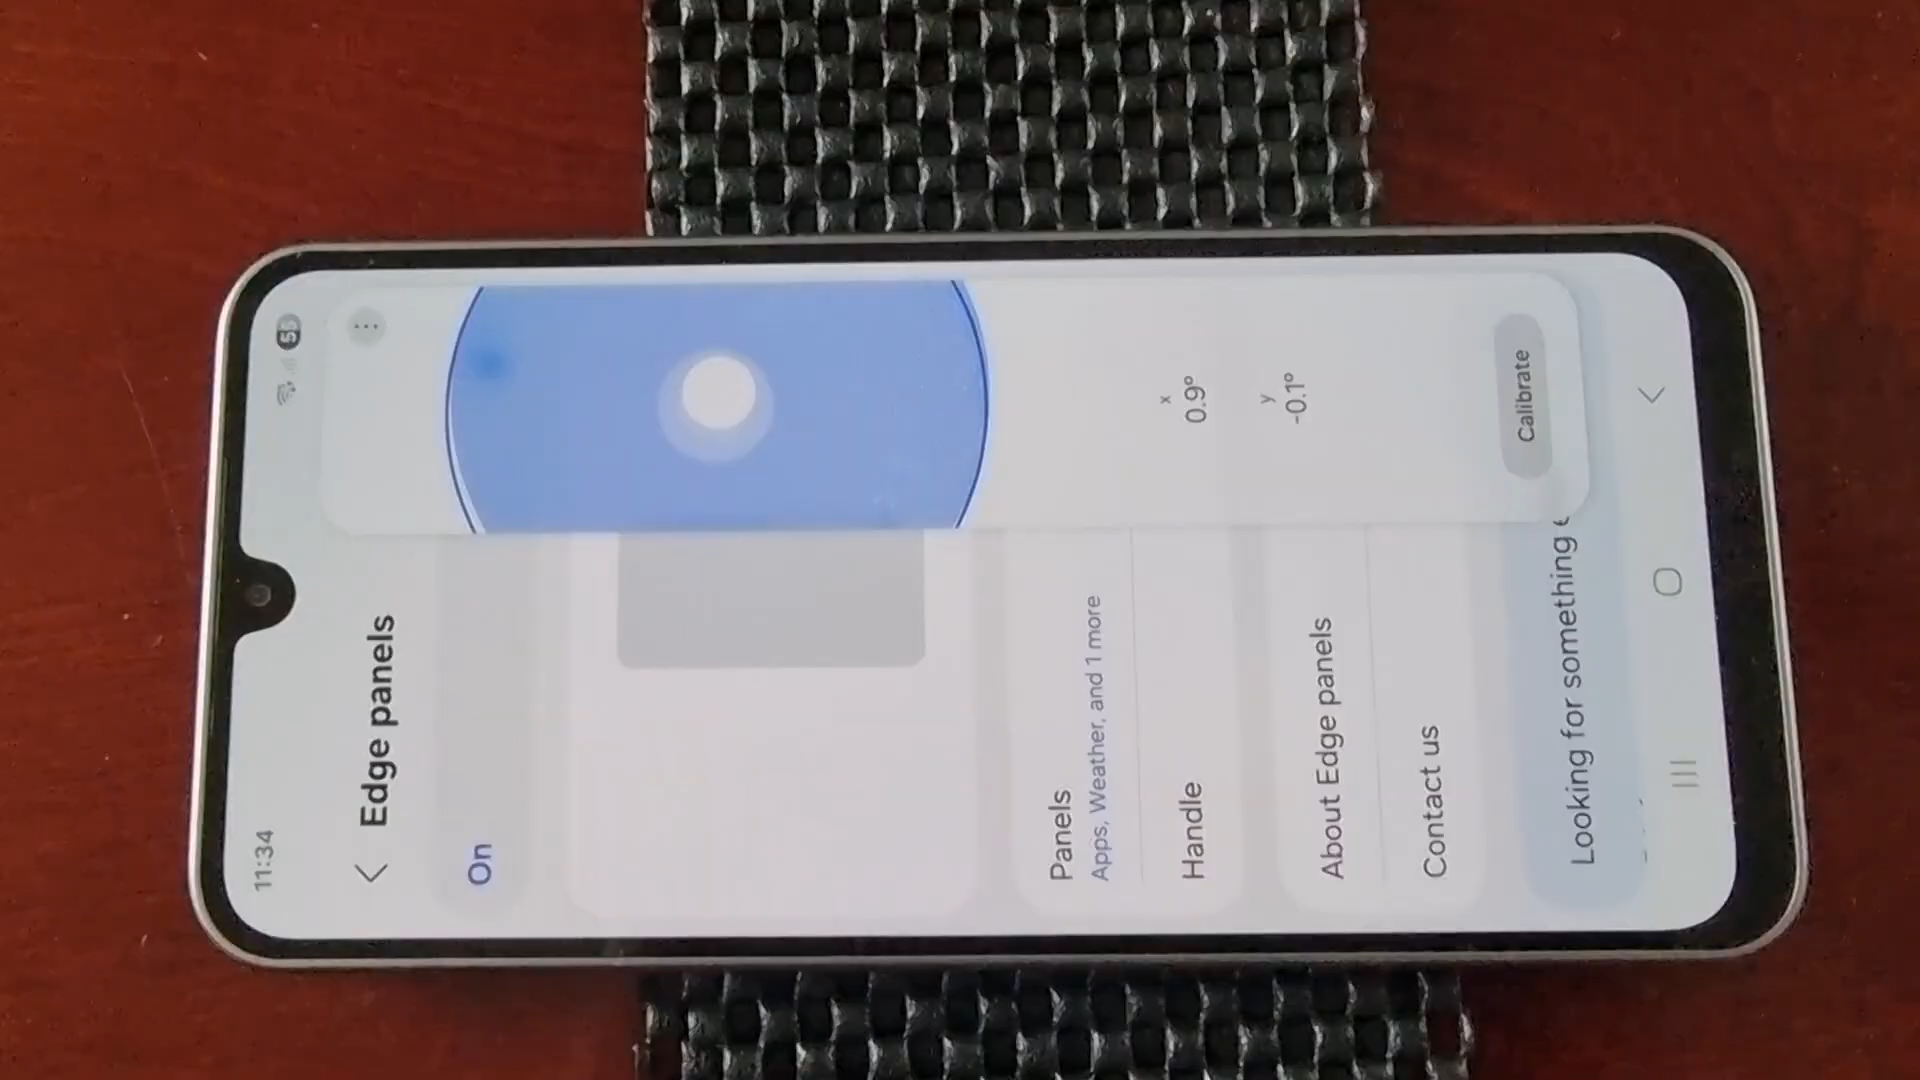 11:34
55
Edge panels
On
x
0.9°
y
-0.1°
Calibrate
Panels
Apps, Weather, and 1 more
Handle
About Edge panels
Contact us
Looking for something